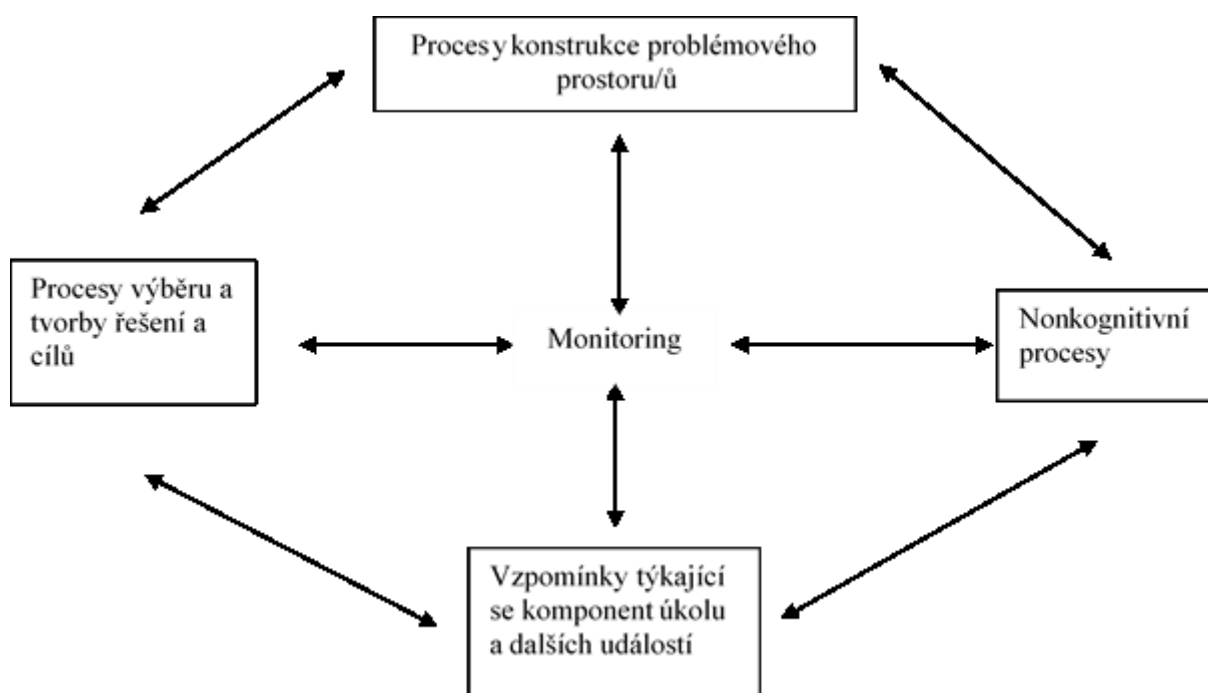 Procesy konstrukce problémového
prostoru/ů
Procesy výběru a
tvorby řešení a
cílů
Monitoring
Nonkognitivní
procesy
Vzpomínky týkající
se komponent úkolu
a dalších událostí